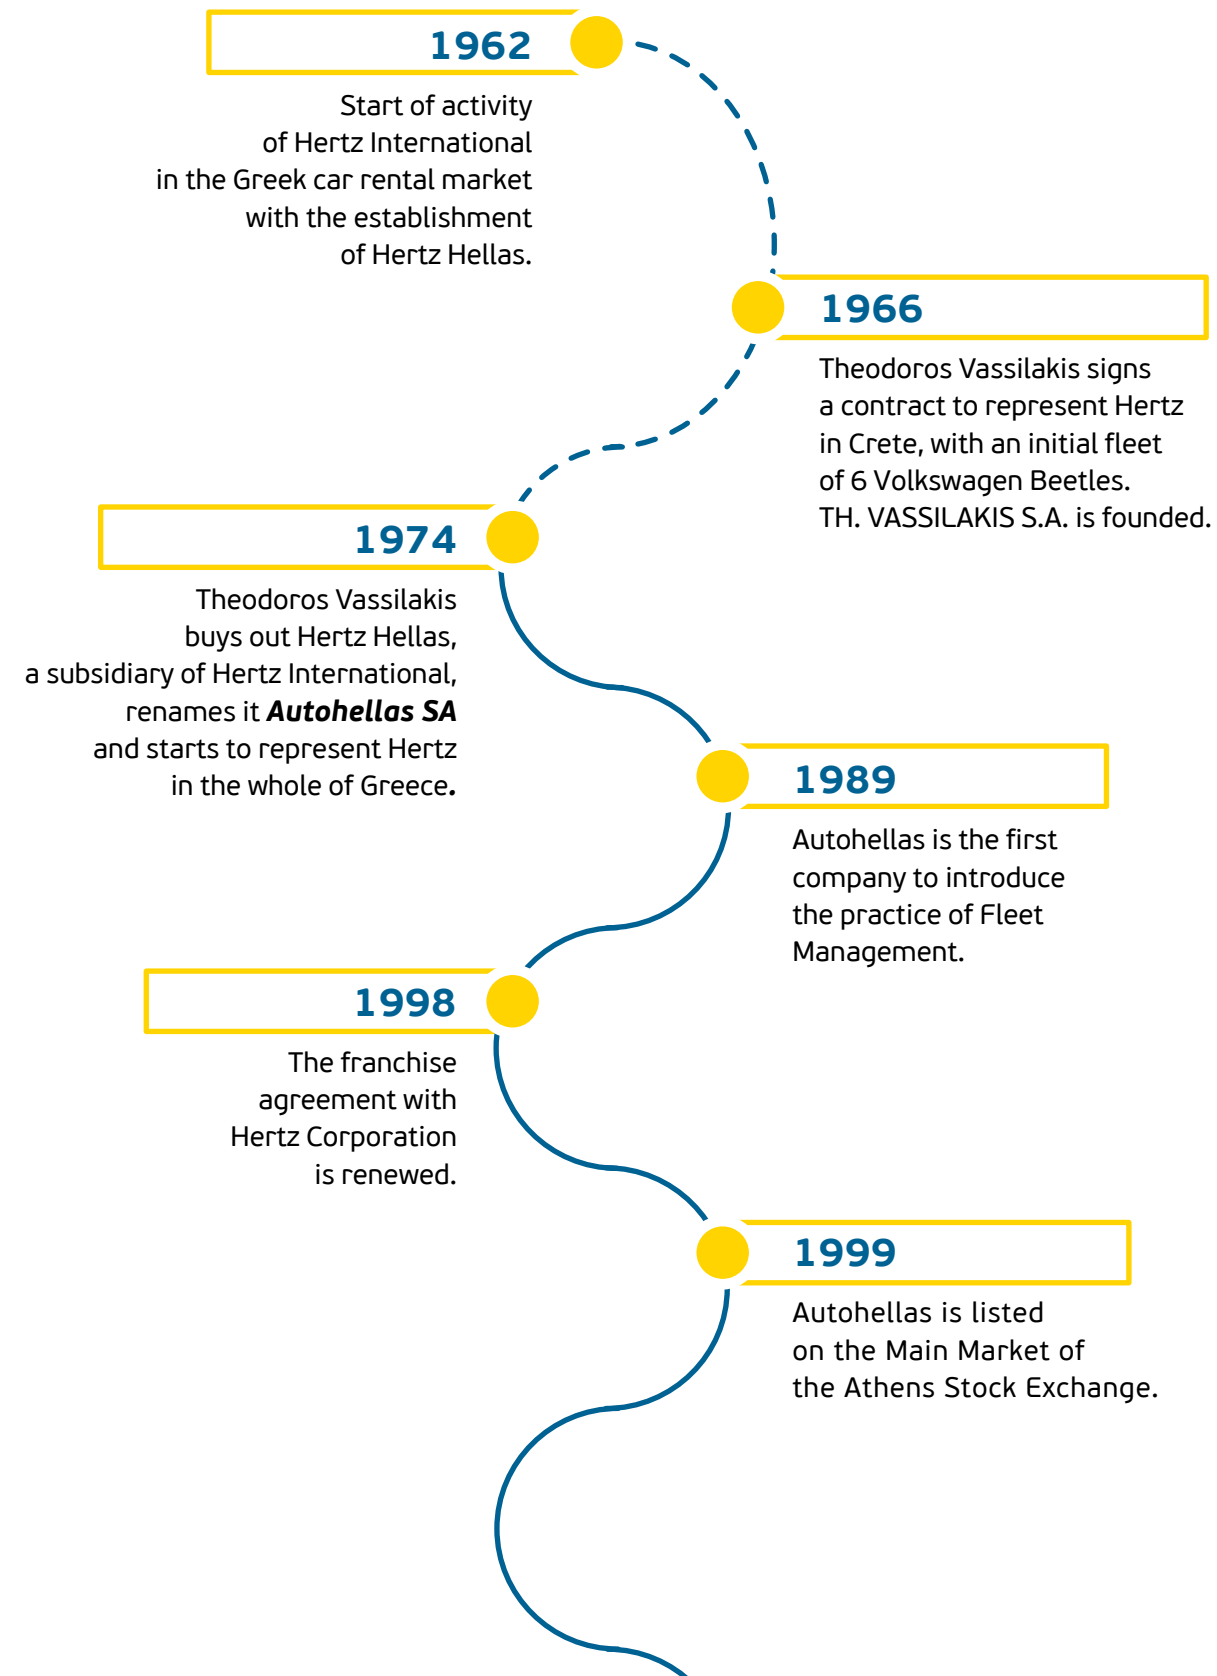 1962
Start of activity
of Hertz International
in the Greek car rental market
with the establishment
of Hertz Hellas.
1966
Theodoros Vassilakis signs
a contract to represent Hertz
in Crete, with an initial fleet
of 6 Volkswagen Beetles.
TH. VASSILAKIS S.A. is founded.
1974
Theodoros Vassilakis
buys out Hertz Hellas,
a subsidiary of Hertz International,
renames it Autohellas SA
and starts to represent Hertz
in the whole of Greece.
1989
Autohellas is the first
company to introduce
the practice of Fleet
Management.
1998
The franchise
agreement with
Hertz Corporation
is renewed.
1999
Autohellas is listed
on the Main Market of
the Athens Stock Exchange.